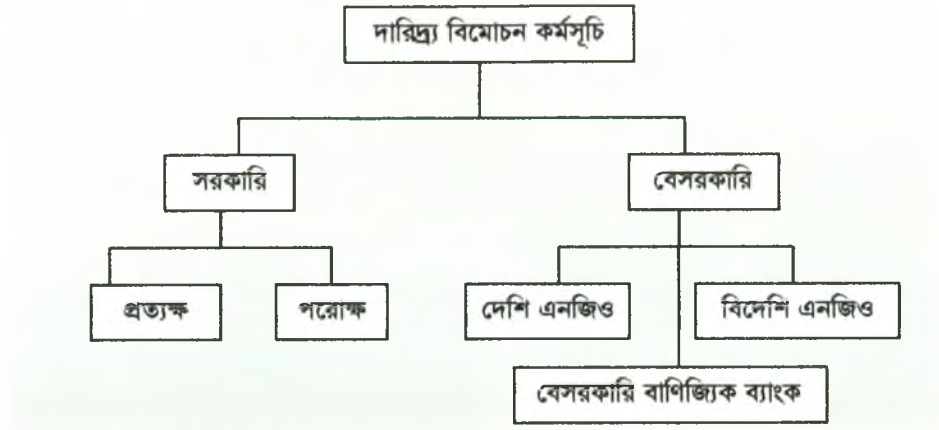 দারিদ্র্য বিমোচন কর্মসূচি
সরকারি
বেসরকারি
প্রত্যক্ষ
পরোক্ষ
দেশি এনজিও
বিদেশি এনজিও
বেসরকারি বাণিজ্যিক ব্যাংক